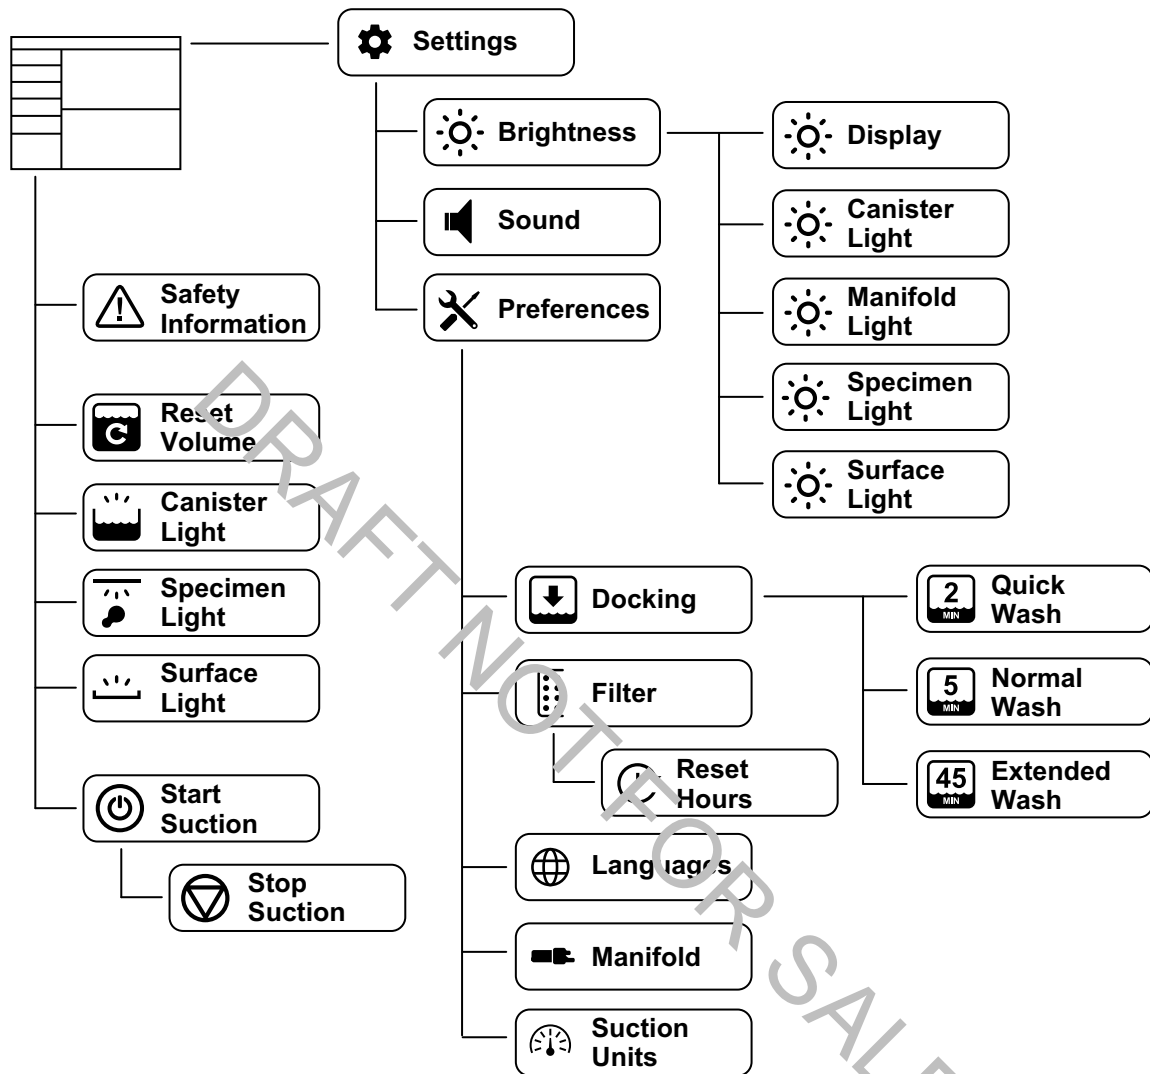 Settings
Brightness
Display
Sound
Canister
Light
Preferences
Manifold
Light
Specimen
Light
Surface
Light
Safety
Information
Reset
Volume
Canister
Light
Specimen
Light
Surface
Light
Start
Suction
Stop
Suction
Docking
2
MIN
Quick
Wash
Filter
5
MIN
Normal
Wash
Reset
Hours
45
MIN
Extended
Wash
Languages
Manifold
Suction
Units
DRAFT NOT FOR SALE